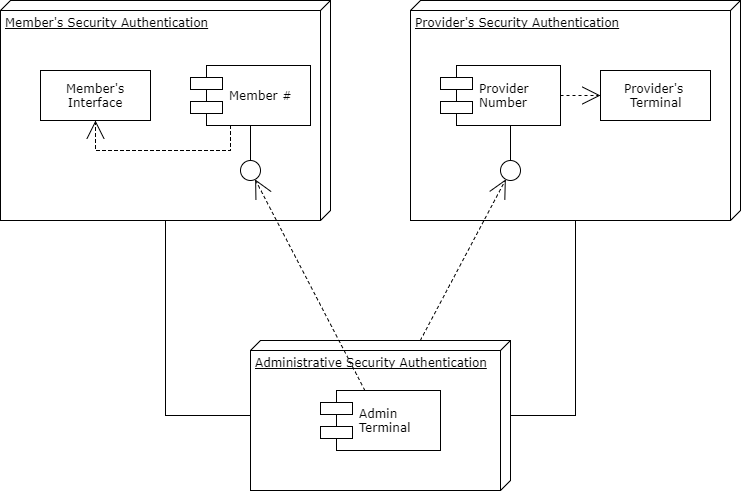 Member's Security Authentication
Provider's Security Authentication
Member's
Interface
Member #
Provider
Number
Provider's
Terminal
Administrative Security Authentication
Admin
Terminal